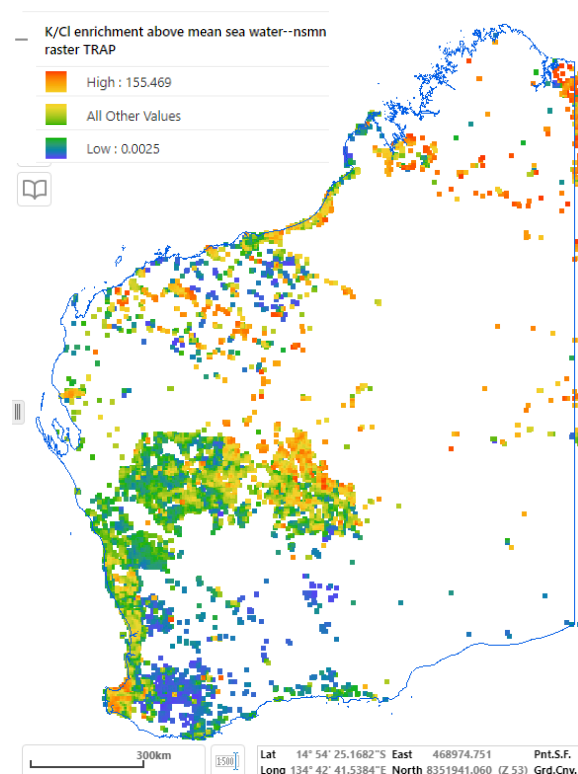 K/Cl enrichment above mean sea water--nsmn
raster TRAP
High : 155.469
All Other Values
Low : 0.0025
300km
1:500
Lat 14° 54' 25.1682"S East 468974.751 Pnt.S.F.
Long 134° 42' 41.5384"E North 8351941.060 (Z 53) Grd.Cnv.